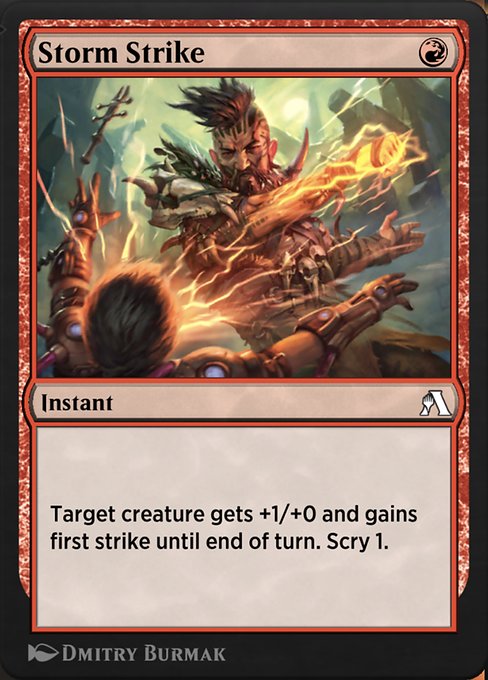 Storm Strike
Instant
Target creature gets +1/+0 and gains
first strike until end of turn. Scry 1.
Dmitry Burmak